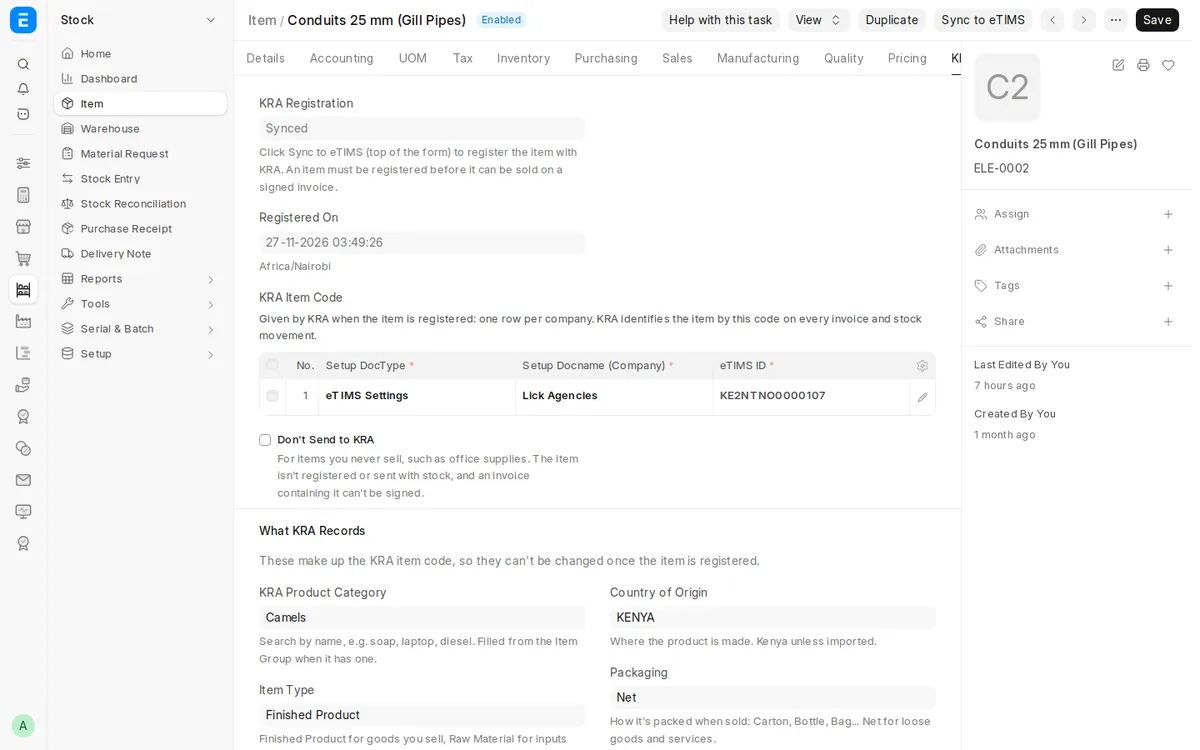 Stock
Item / Conduits 25 mm (Gill Pipes)
Enabled
Help with this task
View
Duplicate
Sync to eTIMS
Save
Home
Dashboard
Item
Warehouse
Material Request
Stock Entry
Stock Reconciliation
Purchase Receipt
Delivery Note
Reports
Tools
Serial & Batch
Setup
A
Details
Accounting
UOM
Tax
Inventory
Purchasing
Sales
Manufacturing
Quality
Pricing
KRA Registration
Synced
Click Sync to eTIMS (top of the form) to register the item with
KRA. An item must be registered before it can be sold on a
signed invoice.
Registered On
27-11-2026 03:49:26
Africa/Nairobi
KRA Item Code
Given by KRA when the item is registered: one row per company. KRA identifies the item by this code on every invoice and stock
movement.
No. Setup DocType * Setup Docname (Company) * eTIMS ID *
1 eTIMS Settings Lick Agencies KE2NTNO0000107
Don't Send to KRA
For items you never sell, such as office supplies. The item
isn't registered or sent with stock, and an invoice
containing it can't be signed.
What KRA Records
These make up the KRA item code, so they can't be changed once the item is registered.
KRA Product Category
Camels
Search by name, e.g. soap, laptop, diesel. Filled from the Item
Group when it has one.
Item Type
Finished Product
Finished Product for goods you sell, Raw Material for inputs
Country of Origin
KENYA
Where the product is made. Kenya unless imported.
Packaging
Net
How it's packed when sold: Carton, Bottle, Bag... Net for loose
goods and services.
C2
Conduits 25 mm (Gill Pipes)
ELE-0002
Assign
Attachments
Tags
Share
Last Edited By You
7 hours ago
Created By You
1 month ago